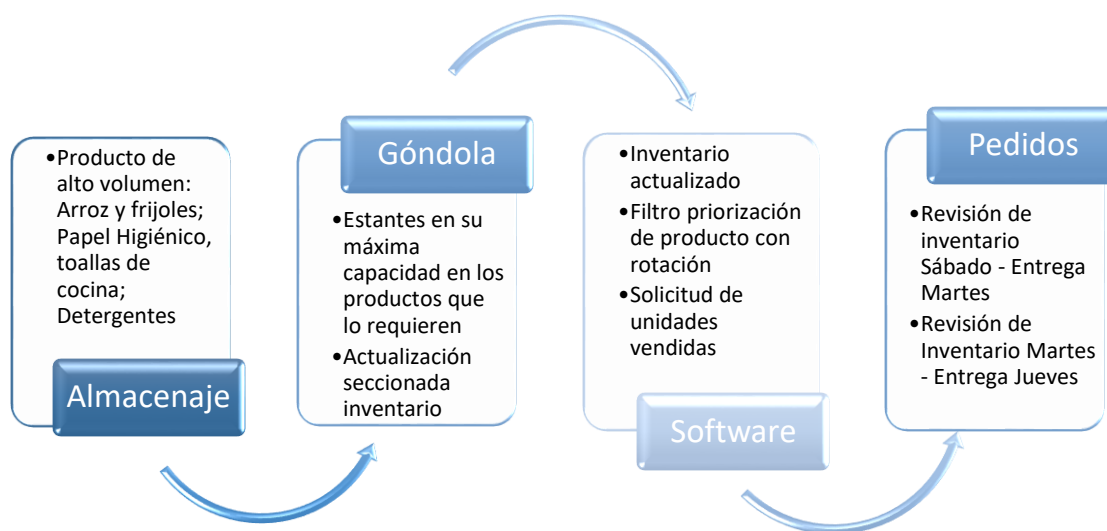 •Producto de
alto volumen:
Arroz y frijoles;
Papel Higiénico,
toallas de
cocina;
Detergentes
Almacenaje
Góndola
•Estantes en su
máxima
capacidad en los
productos que
lo requieren
•Actualización
seccionada
inventario
•Inventario
actualizado
•Filtro priorización
de producto con
rotación
•Solicitud de
unidades
vendidas
Software
Pedidos
•Revisión de
inventario
Sábado - Entrega
Martes
•Revisión de
Inventario Martes
- Entrega Jueves